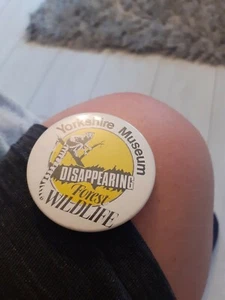 Yorkshire Museum
DISAPPEARING
Forest
WILDLIFE